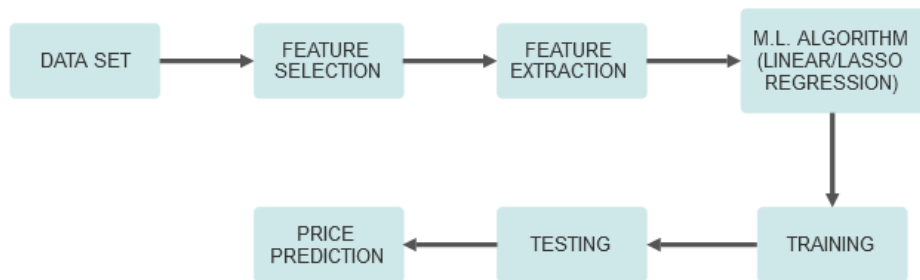 DATA SET
FEATURE
SELECTION
FEATURE
EXTRACTION
M.L. ALGORITHM
(LINEAR/LASSO
REGRESSION)
TRAINING
TESTING
PRICE
PREDICTION